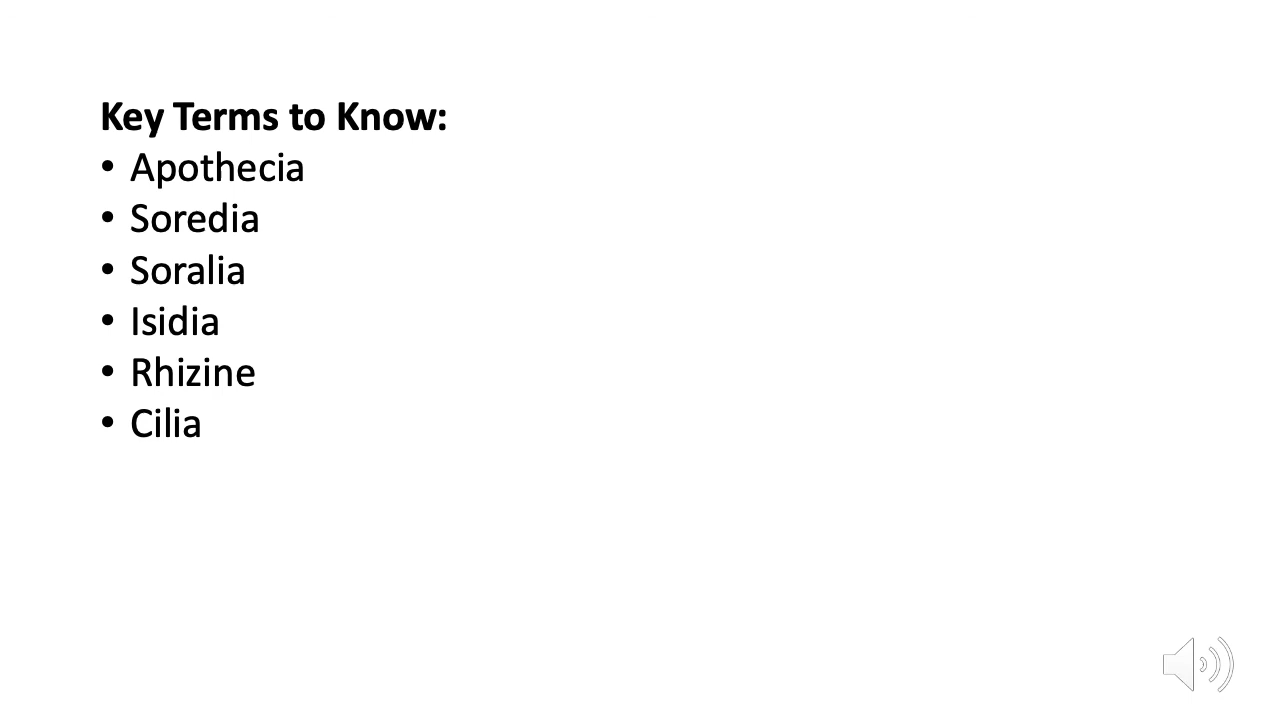 Key Terms to Know:
• Apothecia
• Soredia
• Soralia
• Isidia
• Rhizine
• Cilia